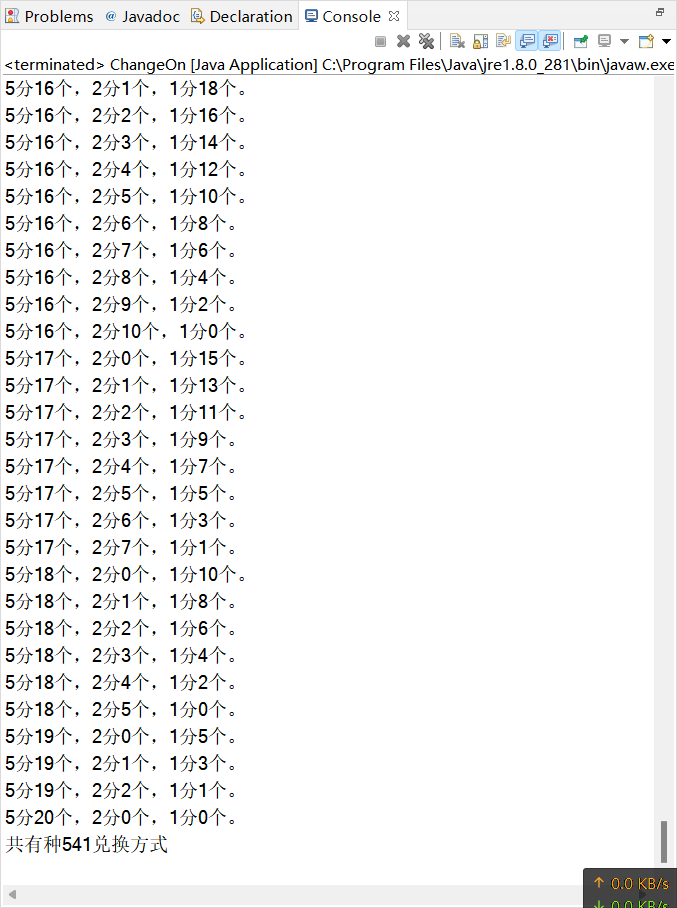 Problems @ Javadoc Declaration Console
<terminated> ChangeOn [Java Application] C:\Program Files\Java\jre1.8.0_281\bin\javaw.exe
5分16个，2分1个，1分18个。
5分16个，2分2个，1分16个。
5分16个，2分3个，1分14个。
5分16个，2分4个，1分12个。
5分16个，2分5个，1分10个。
5分16个，2分6个，1分8个。
5分16个，2分7个，1分6个。
5分16个，2分8个，1分4个。
5分16个，2分9个，1分2个。
5分16个，2分10个，1分0个。
5分17个，2分0个，1分15个。
5分17个，2分1个，1分13个。
5分17个，2分2个，1分11个。
5分17个，2分3个，1分9个。
5分17个，2分4个，1分7个。
5分17个，2分5个，1分5个。
5分17个，2分6个，1分3个。
5分17个，2分7个，1分1个。
5分18个，2分0个，1分10个。
5分18个，2分1个，1分8个。
5分18个，2分2个，1分6个。
5分18个，2分3个，1分4个。
5分18个，2分4个，1分2个。
5分18个，2分5个，1分0个。
5分19个，2分0个，1分5个。
5分19个，2分1个，1分3个。
5分19个，2分2个，1分1个。
5分20个，2分0个，1分0个。
共有种541兑换方式
↑ 0.0 KB/s
↓ 0.0 KB/s